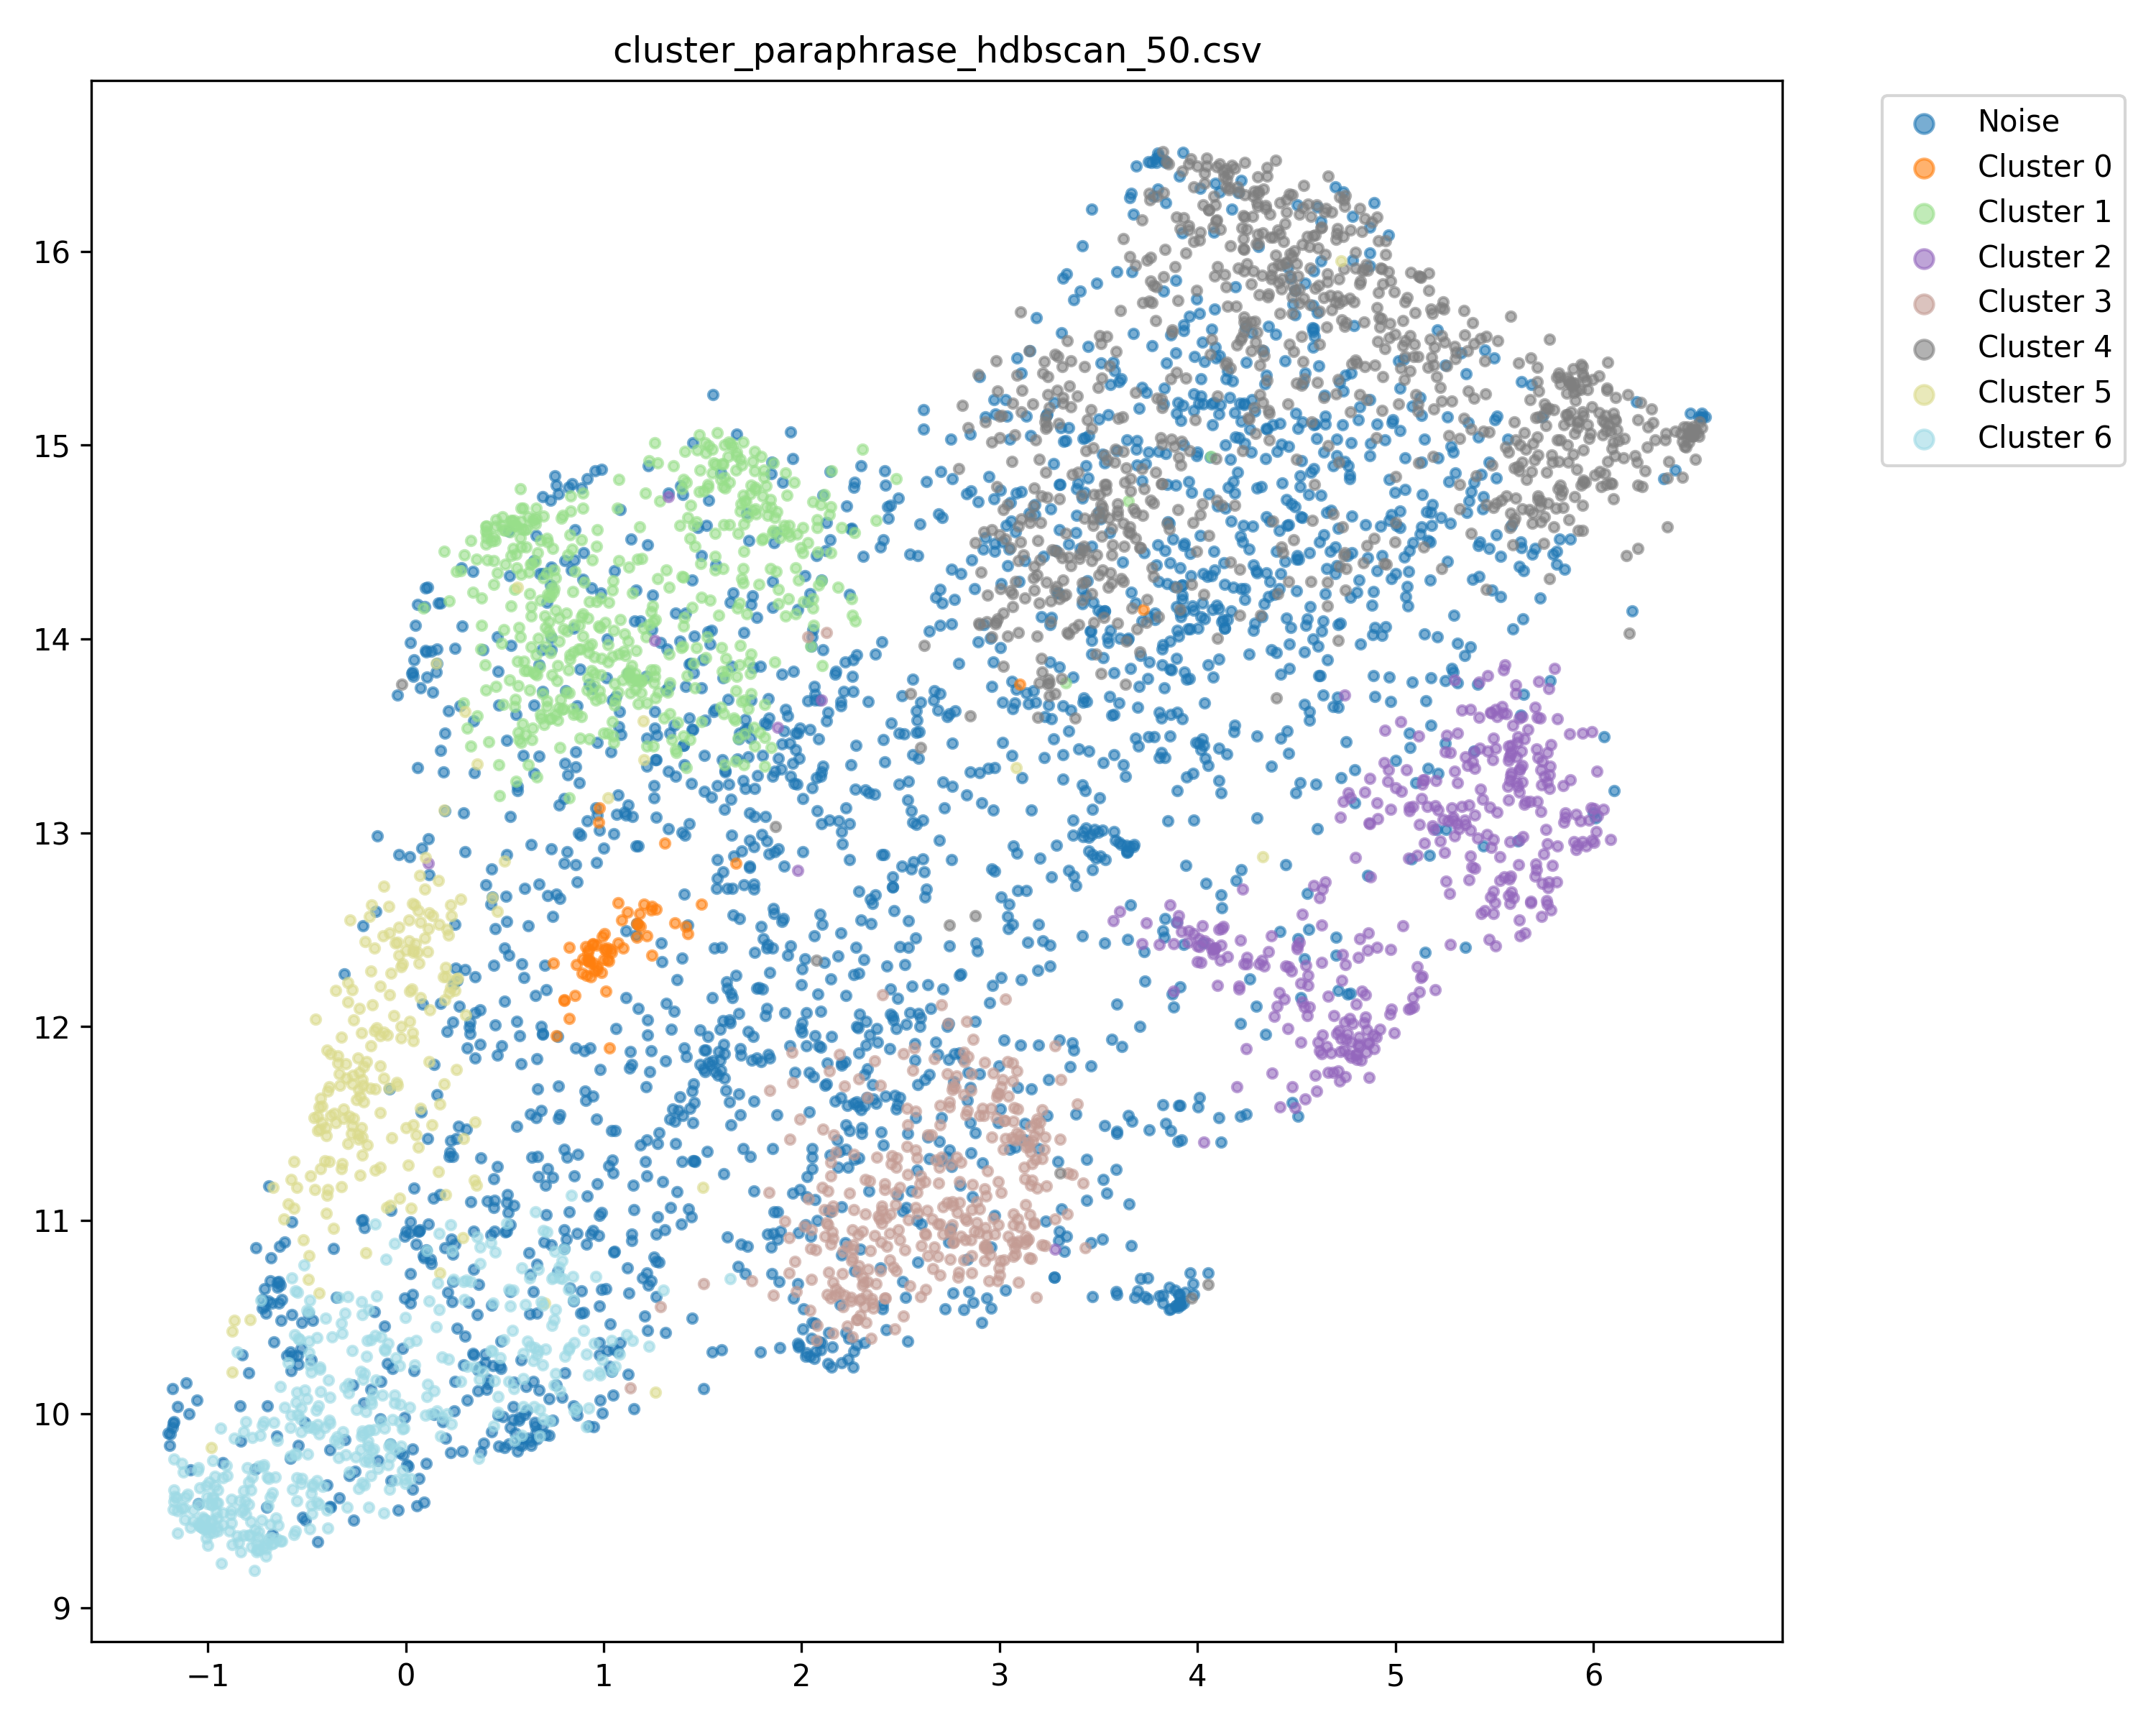 cluster_paraphrase_hdbscan_50.csv
Noise
Cluster 0
Cluster 1
Cluster 2
Cluster 3
Cluster 4
Cluster 5
Cluster 6
16
15
14
13
12
11
10
9
−1 0 1 2 3 4 5 6